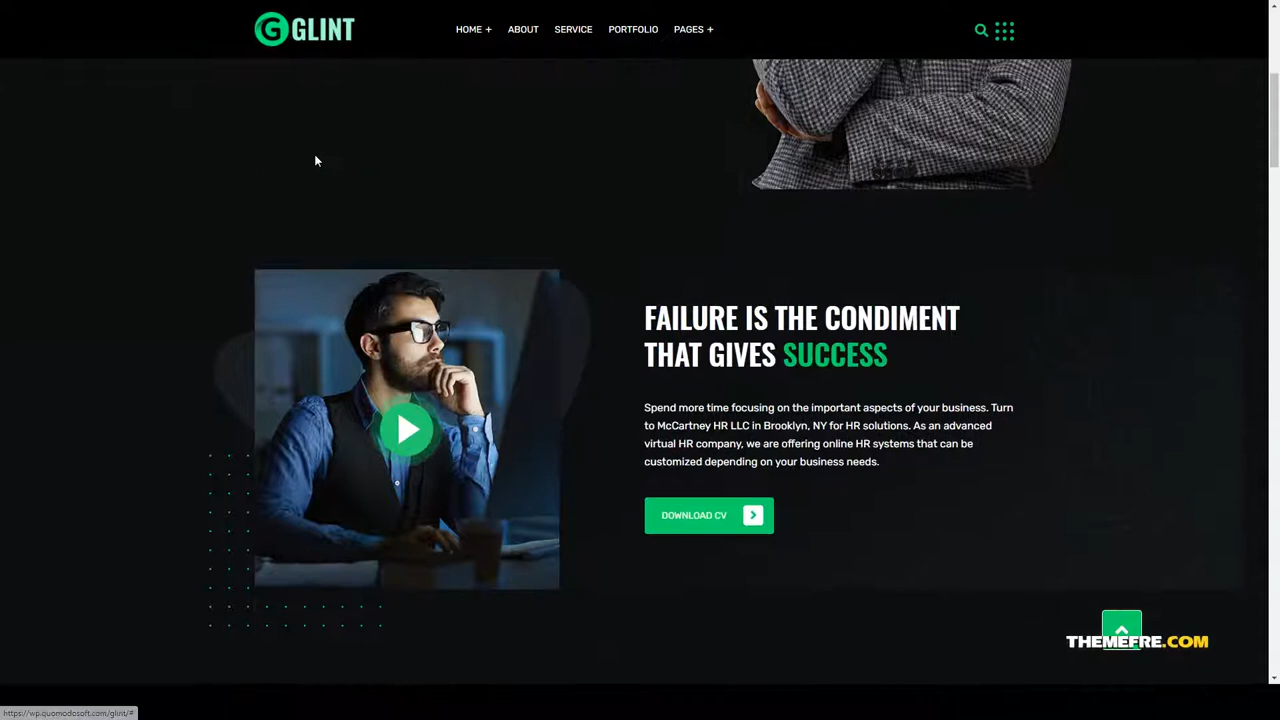 GLINT
HOME + ABOUT SERVICE PORTFOLIO PAGES +
FAILURE IS THE CONDIMENT
THAT GIVES SUCCESS
Spend more time focusing on the important aspects of your business. Turn
to McCartney HR LLC in Brooklyn, NY for HR solutions. As an advanced
virtual HR company, we are offering online HR systems that can be
customized depending on your business needs.
DOWNLOAD CV
THEMEFRE.COM
https://wp.quomodosoft.com/glint/#